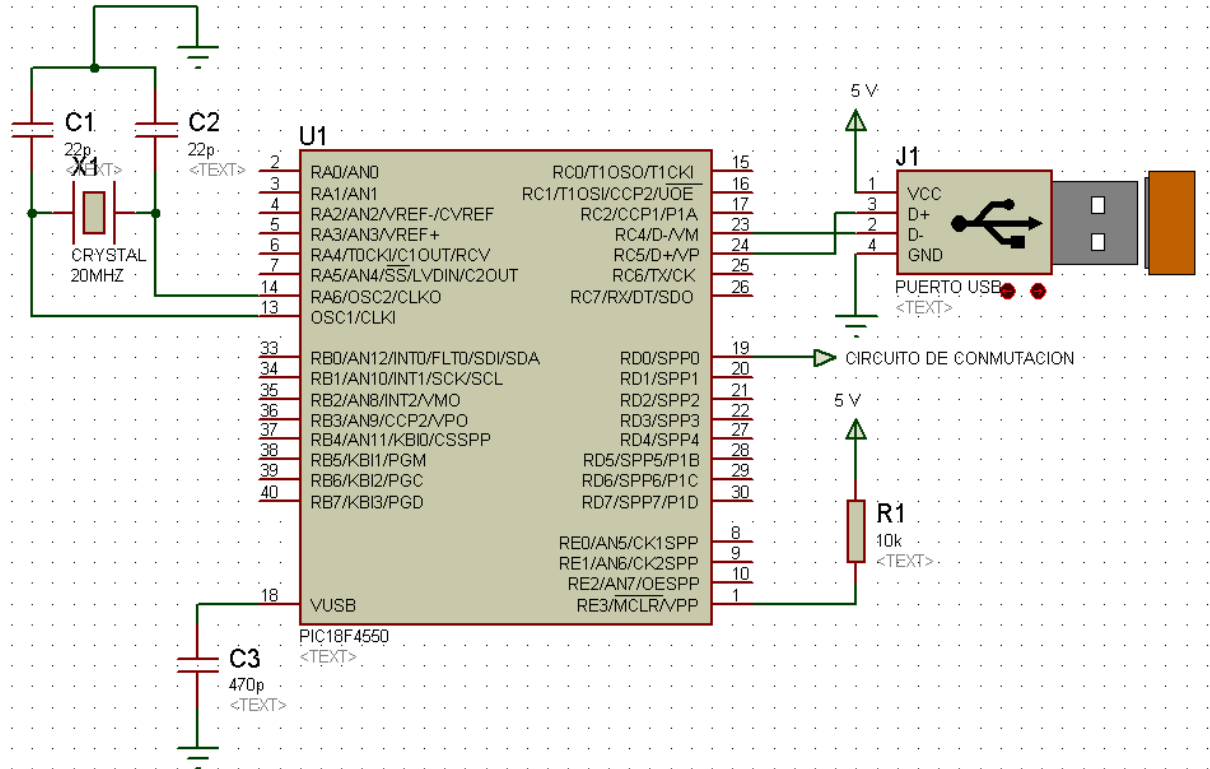 C1
22p
<TEXT>
C2
22p
<TEXT>
X1
CRYSTAL
20MHZ
U1
2 RA0/AN0
3 RA1/AN1
4 RA2/AN2/VREF-/CVREF
5 RA3/AN3/VREF+
6 RA4/T0CKI/C1OUT/RCV
7 RA5/AN4/SS/LVDIN/C2OUT
14 RA6/OSC2/CLKO
13 OSC1/CLKI
33 RB0/AN12/INT0/FLT0/SDI/SDA
34 RB1/AN10/INT1/SCK/SCL
35 RB2/AN8/INT2/VMO
36 RB3/AN9/CCP2/VPO
37 RB4/AN11/KBI0/CSSPP
38 RB5/KBI1/PGM
39 RB6/KBI2/PGC
40 RB7/KBI3/PGD
18 VUSB
RC0/T1OSO/T1CKI 15
RC1/T1OSI/CCP2/UOE 16
RC2/CCP1/P1A 17
RC4/D-/VM 23
RC5/D+/VP 24
RC6/TX/CK 25
RC7/RX/DT/SDO 26
RD0/SPP0 19
RD1/SPP1 20
RD2/SPP2 21
RD3/SPP3 22
RD4/SPP4 27
RD5/SPP5/P1B 28
RD6/SPP6/P1C 29
RD7/SPP7/P1D 30
RE0/AN5/CK1SPP 8
RE1/AN6/CK2SPP 9
RE2/AN7/OESPP 10
RE3/MCLR/VPP 1
PIC18F4550
<TEXT>
C3
470p
<TEXT>
5 V
J1
1 VCC
3 D+
2 D-
4 GND
PUERTO USB
<TEXT>
CIRCUITO DE CONMUTACION
5 V
R1
10k
<TEXT>